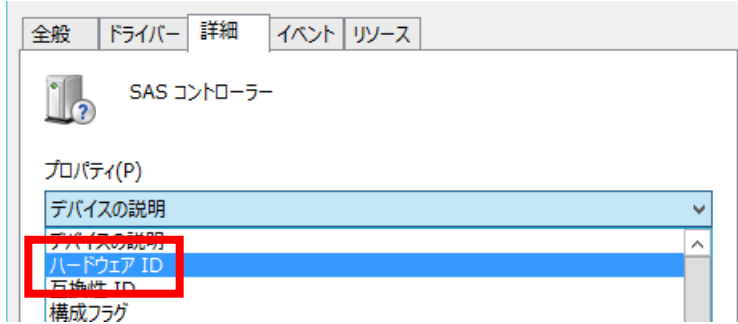 全般 ドライバー 詳細 イベント リソース
SAS コントローラー
プロパティ(P)
デバイスの説明
デバイスの説明
ハードウェア ID
互換性 ID
構成フラグ